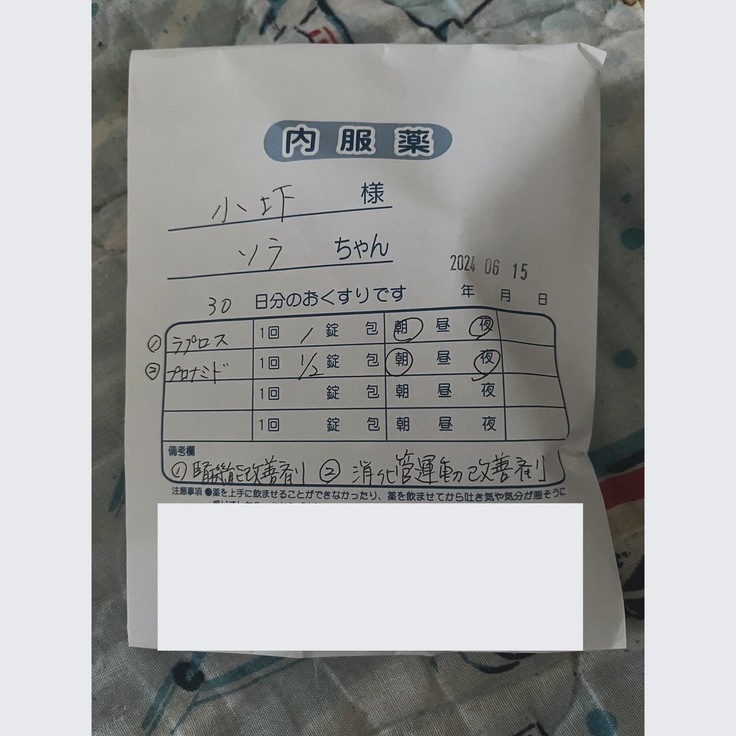 内服薬
小圷 様
ソラ ちゃん
2024 06 15
年 月 日
30 日分のおくすりです
① ラプロス 1回 1 錠 包 朝 昼 夜
② プロナミド 1回 1/2 錠 包 朝 昼 夜
1回 錠 包 朝 昼 夜
1回 錠 包 朝 昼 夜
備考欄
① 腎機能改善剤 ② 消化管運動改善剤
注意事項 ●薬を上手に飲ませることができなかったり、薬を飲ませてから吐き気や気分が悪そうに